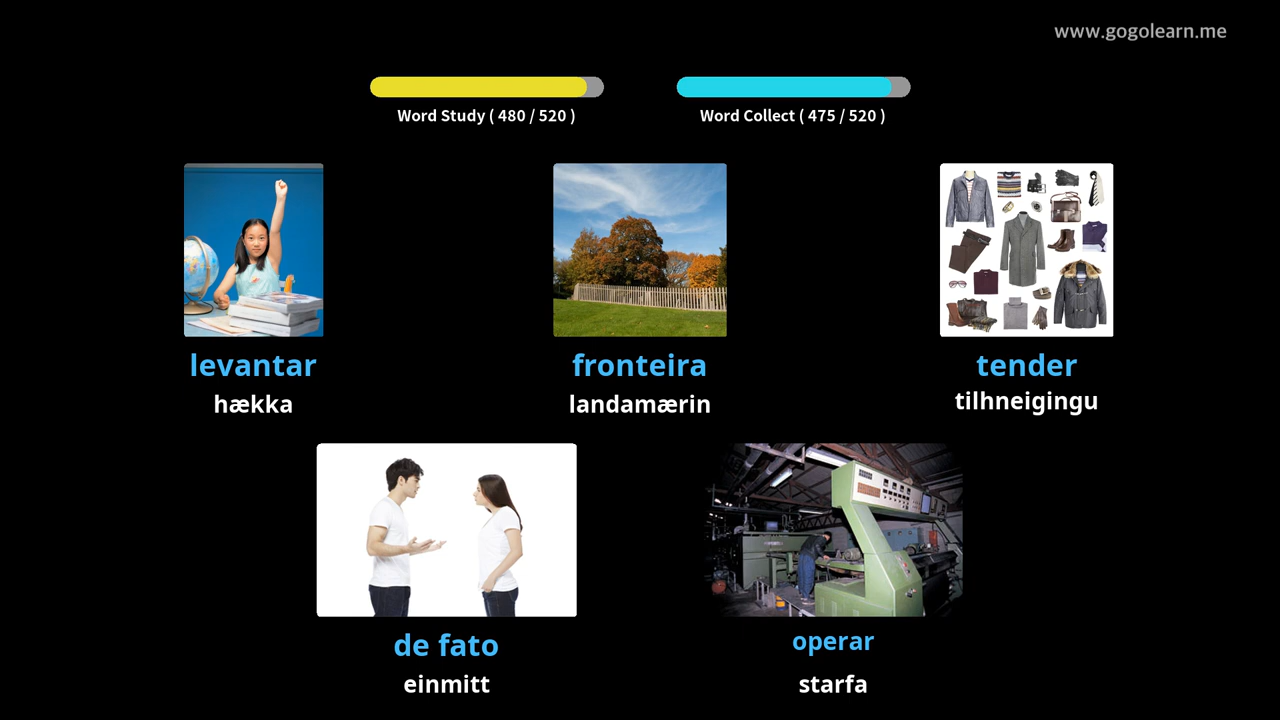 www.gogolearn.me
Word Study ( 480 / 520 )
Word Collect ( 475 / 520 )
levantar
hækka
fronteira
landamærin
tender
tilhneigingu
de fato
einmitt
operar
starfa